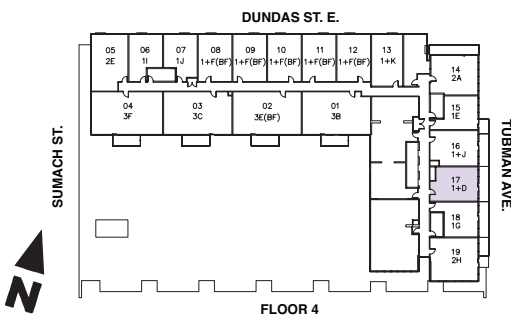 DUNDAS ST. E.
05
2E
06
1I
07
1J
08
1+F(BF)
09
1+F(BF)
10
1+F(BF)
11
1+F(BF)
12
1+F(BF)
13
1+K
14
2A
04
3F
03
3C
02
3E(BF)
01
3B
15
1E
16
1+J
17
1+D
18
1G
19
2H
SUMACH ST.
TUBMAN AVE.
N
FLOOR 4